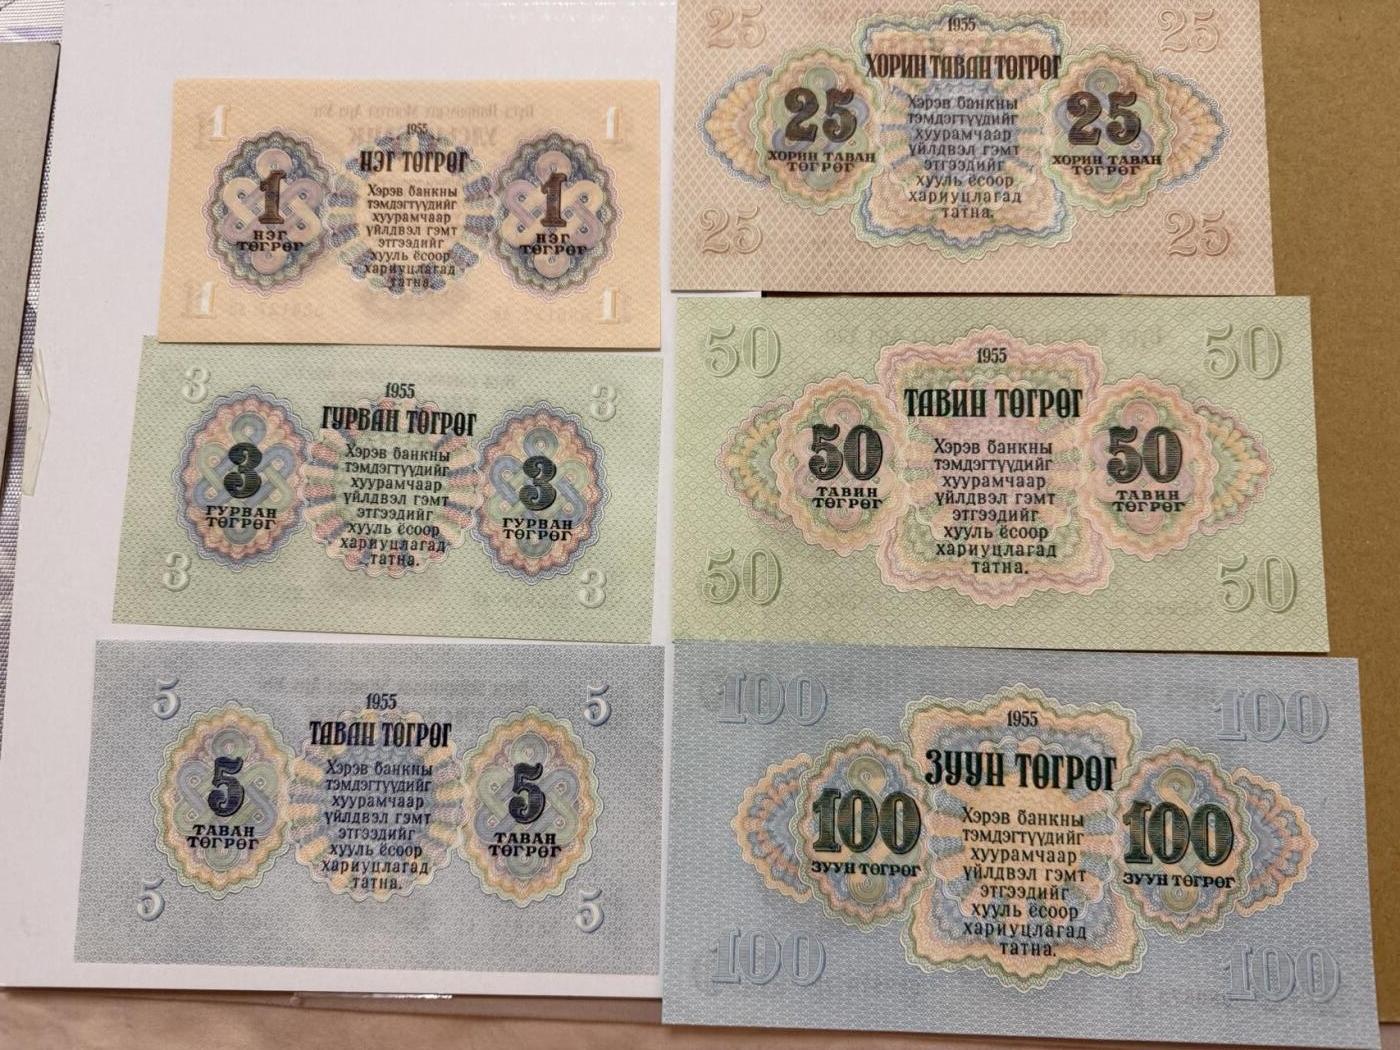 1
1
1955
НЭГ ТӨГРӨГ
1
НЭГ
ТӨГРӨГ
Хэрэв банкны
тэмдэгтүүдийг
хуурамчаар
үйлдвэл гэмт
этгээдийг
хууль ёсоор
хариуцлагад
татна.
1
НЭГ
ТӨГРӨГ
1
1
3
3
1955
ГУРВАН ТӨГРӨГ
3
ГУРВАН
ТӨГРӨГ
Хэрэв банкны
тэмдэгтүүдийг
хуурамчаар
үйлдвэл гэмт
этгээдийг
хууль ёсоор
хариуцлагад
татна.
3
ГУРВАН
ТӨГРӨГ
3
3
5
5
1955
ТАВАН ТӨГРӨГ
5
ТАВАН
ТӨГРӨГ
Хэрэв банкны
тэмдэгтүүдийг
хуурамчаар
үйлдвэл гэмт
этгээдийг
хууль ёсоор
хариуцлагад
татна.
5
ТАВАН
ТӨГРӨГ
5
5
25
25
1955
ХОРИН ТАВАН ТӨГРӨГ
25
ХОРИН ТАВАН
ТӨГРӨГ
Хэрэв банкны
тэмдэгтүүдийг
хуурамчаар
үйлдвэл гэмт
этгээдийг
хууль ёсоор
хариуцлагад
татна.
25
ХОРИН ТАВАН
ТӨГРӨГ
25
25
50
50
1955
ТАВИН ТӨГРӨГ
50
ТАВИН
ТӨГРӨГ
Хэрэв банкны
тэмдэгтүүдийг
хуурамчаар
үйлдвэл гэмт
этгээдийг
хууль ёсоор
хариуцлагад
татна.
50
ТАВИН
ТӨГРӨГ
50
50
100
100
1955
ЗУУН ТӨГРӨГ
100
ЗУУН ТӨГРӨГ
Хэрэв банкны
тэмдэгтүүдийг
хуурамчаар
үйлдвэл гэмт
этгээдийг
хууль ёсоор
хариуцлагад
татна.
100
ЗУУН ТӨГРӨГ
100
100